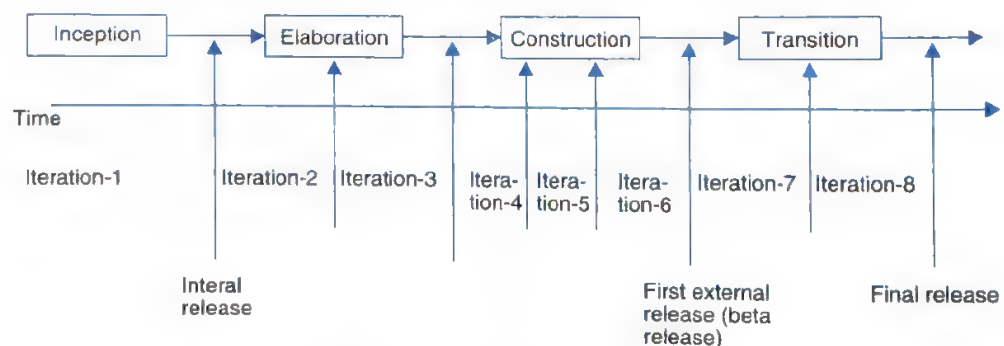 Inception
Elaboration
Construction
Transition
Time
Iteration-1
Iteration-2
Iteration-3
Itera-
tion-4
Itera-
tion-5
Itera-
tion-6
Iteration-7
Iteration-8
Interal
release
First external
release (beta
release)
Final release